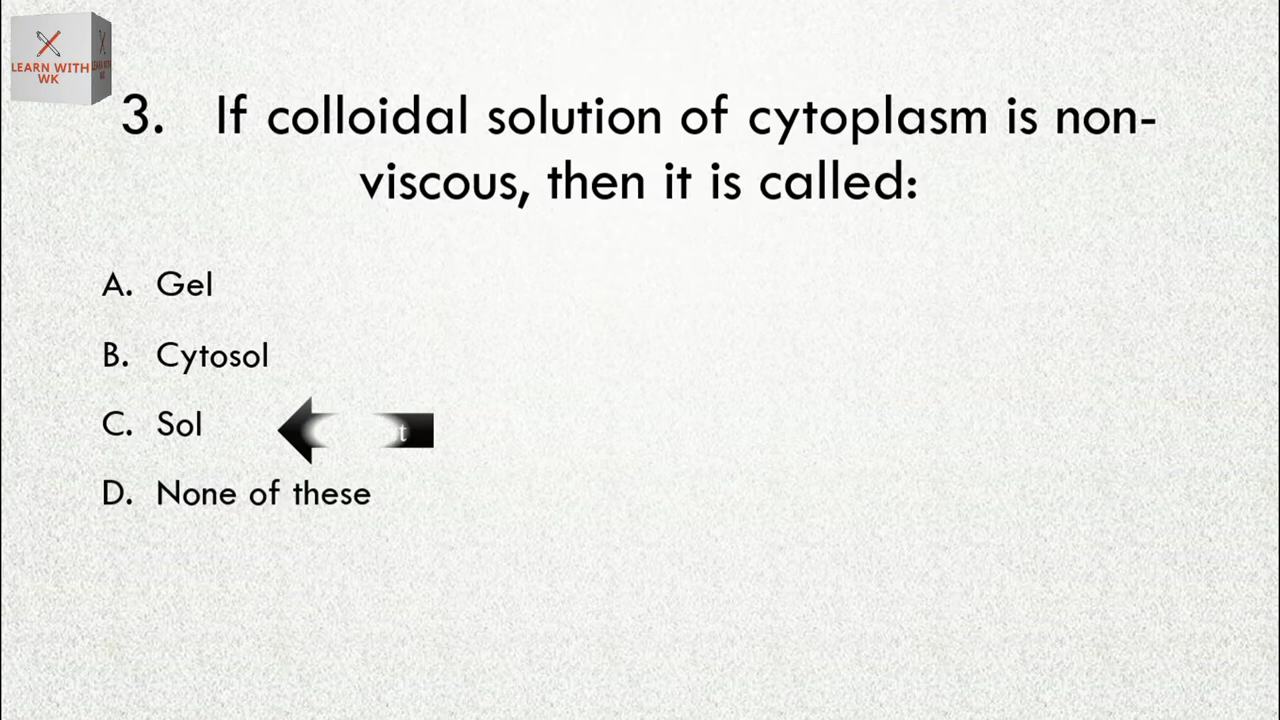 LEARN WITH
WK
3. If colloidal solution of cytoplasm is non-
viscous, then it is called:
A. Gel
B. Cytosol
C. Sol
D. None of these